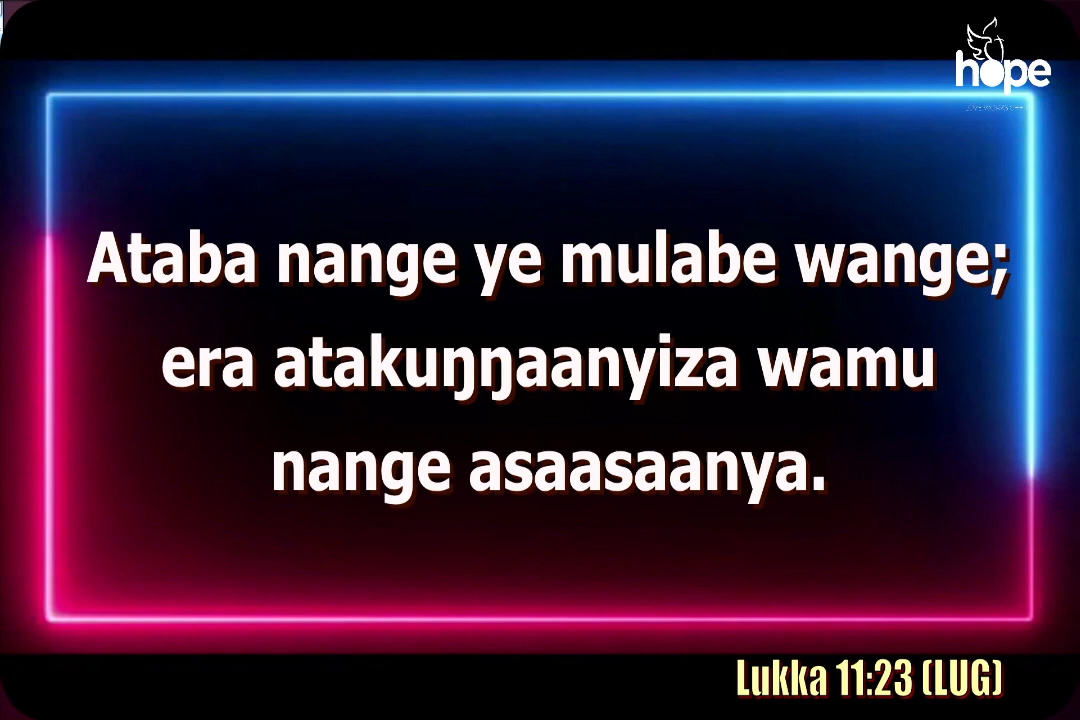 hope
Ataba nange ye mulabe wange;
era atakuŋŋaanyiza wamu
nange asaasaanya.
Lukka 11:23 (LUG)